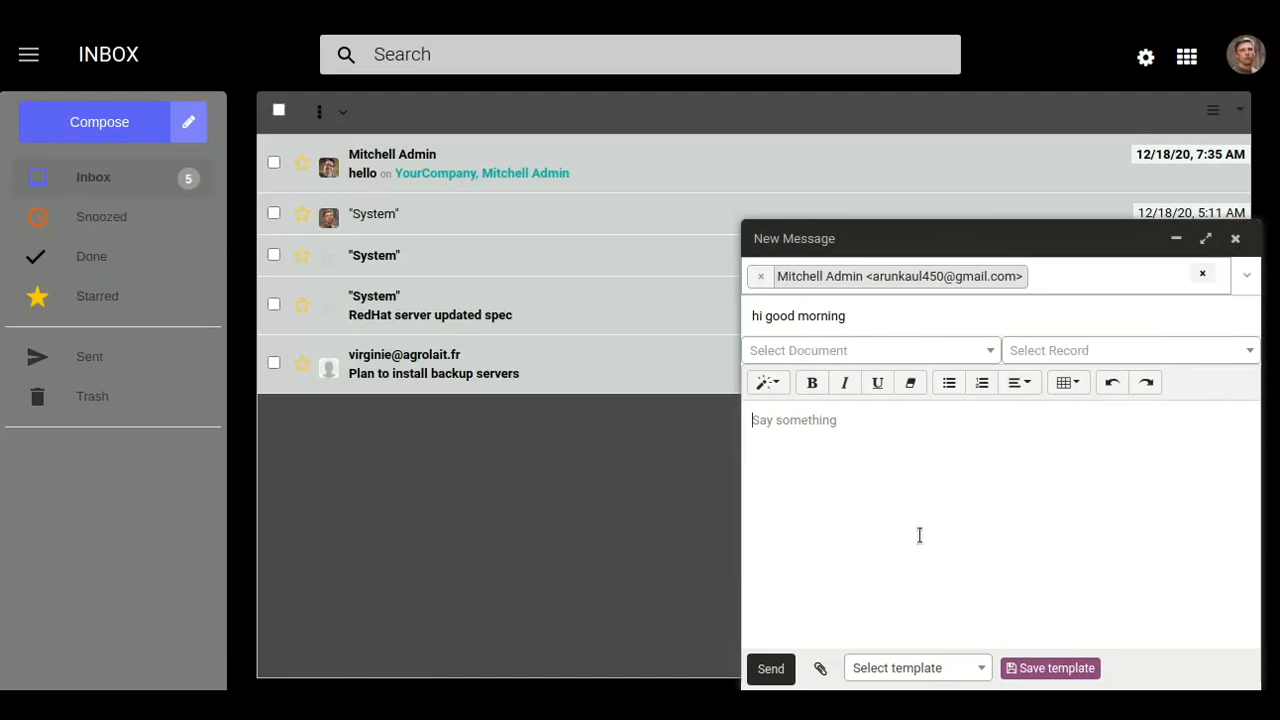 INBOX
Search
Compose
Inbox
5
Snoozed
Done
Starred
Sent
Trash
Mitchell Admin
12/18/20, 7:35 AM
hello on YourCompany, Mitchell Admin
"System"
12/18/20, 5:11 AM
"System"
"System"
RedHat server updated spec
virginie@agrolait.fr
Plan to install backup servers
New Message
× Mitchell Admin <arunkaul450@gmail.com>
hi good morning
Select Document
Select Record
B I U
Say something
Send
Select template
Save template